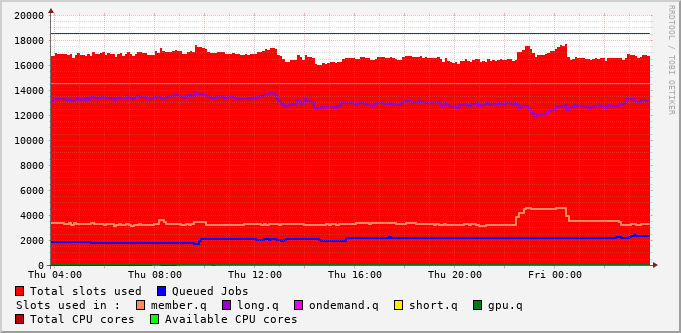 20000
18000
16000
14000
12000
10000
8000
6000
4000
2000
0
Thu 04:00 Thu 08:00 Thu 12:00 Thu 16:00 Thu 20:00 Fri 00:00
Total slots used Queued Jobs
Slots used in : member.q long.q ondemand.q short.q gpu.q
Total CPU cores Available CPU cores
RRDTOOL / TOBI OETIKER